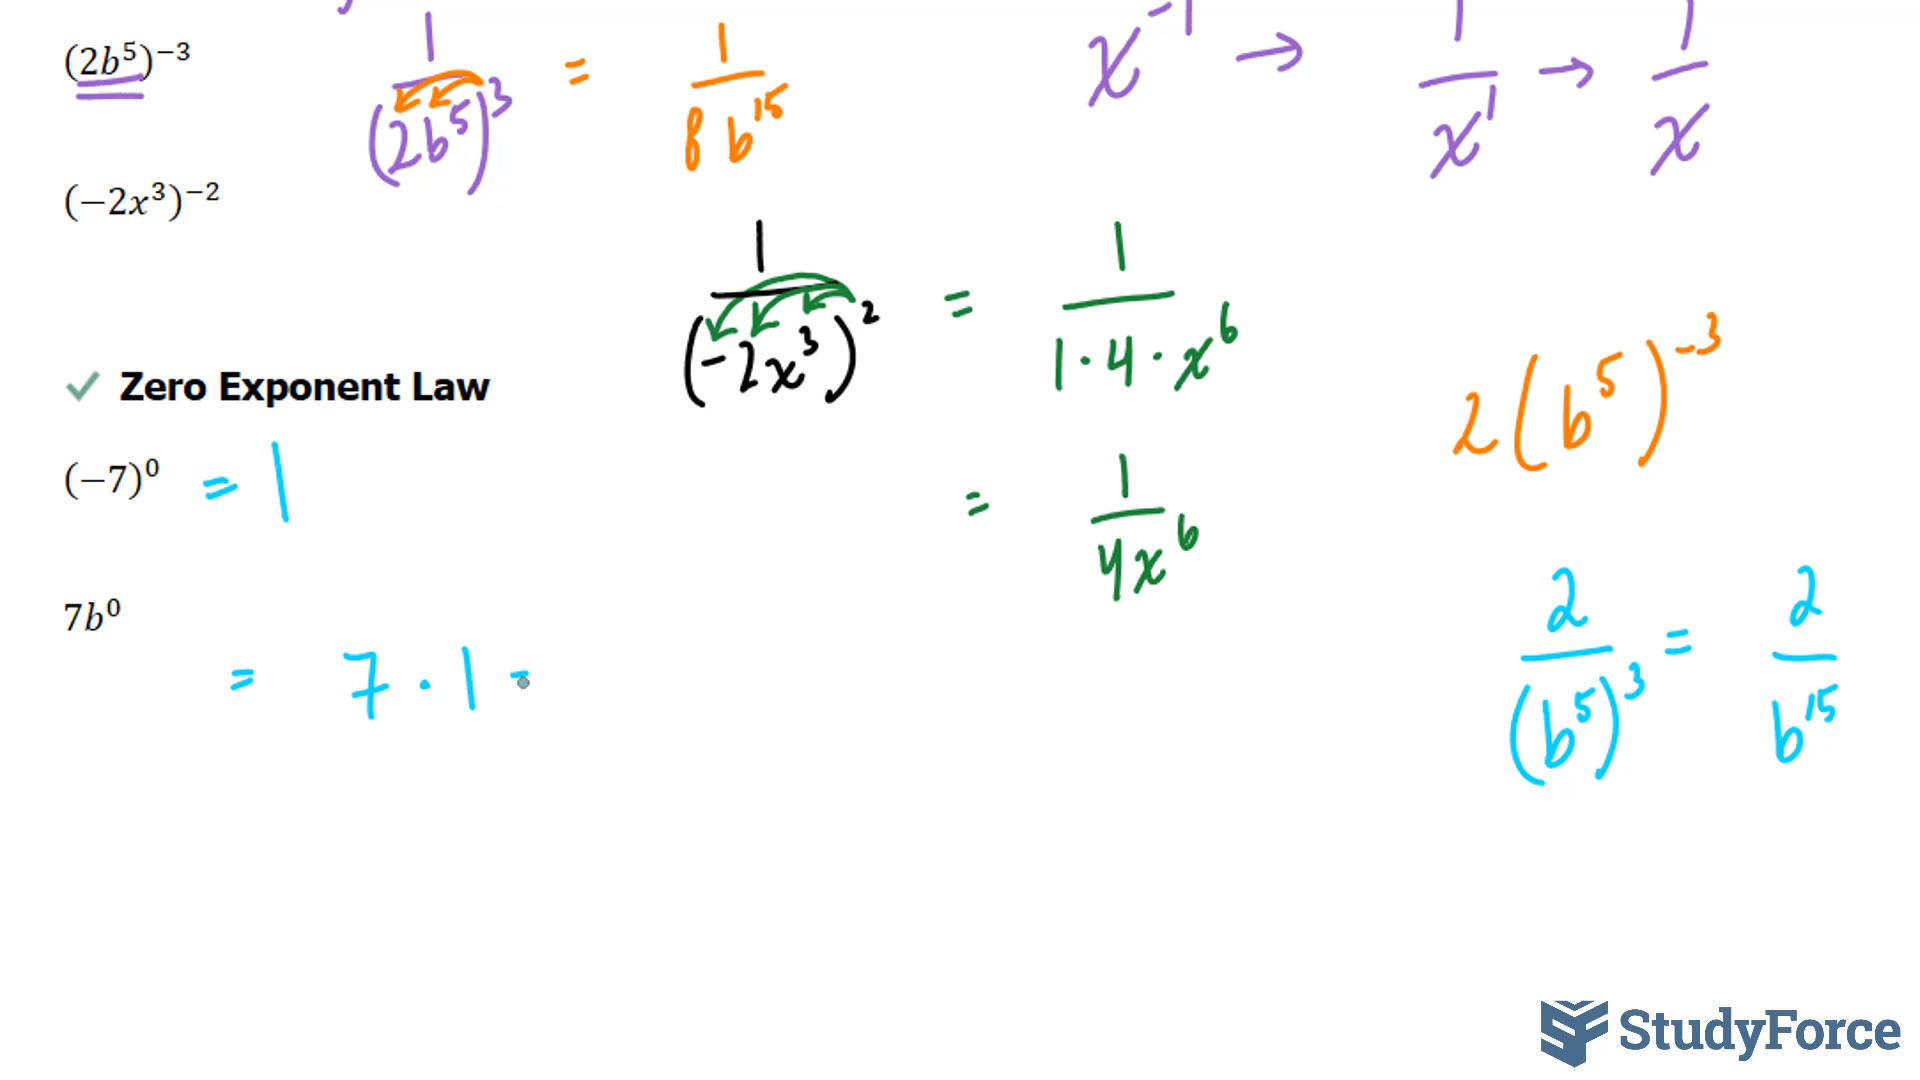 (2b⁵)⁻³ 1/(2b⁵)³ = 1/8b¹⁵ x⁻¹ → 1/x¹ → 1/x
(−2x³)⁻²
1/(−2x³)² = 1/1·4·x⁶
2(b⁵)⁻³
✓ Zero Exponent Law
(−7)⁰ = 1
= 1/4x⁶
7b⁰
= 7 · 1 -
2/(b⁵)³ = 2/b¹⁵
StudyForce